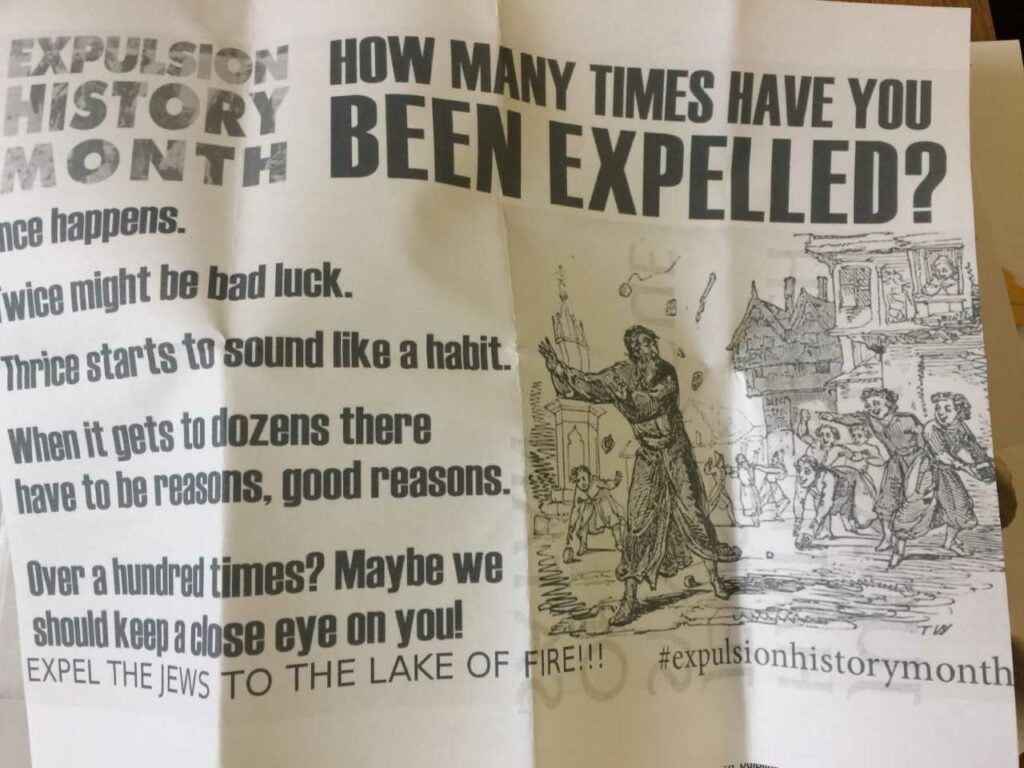 EXPULSION
HISTORY
MONTH
HOW MANY TIMES HAVE YOU
BEEN EXPELLED?
nce happens.
wice might be bad luck.
Thrice starts to sound like a habit.
When it gets to dozens there
have to be reasons, good reasons.
Over a hundred times? Maybe we
should keep a close eye on you!
EXPEL THE JEWS TO THE LAKE OF FIRE!!!
#expulsionhistorymonth
TW